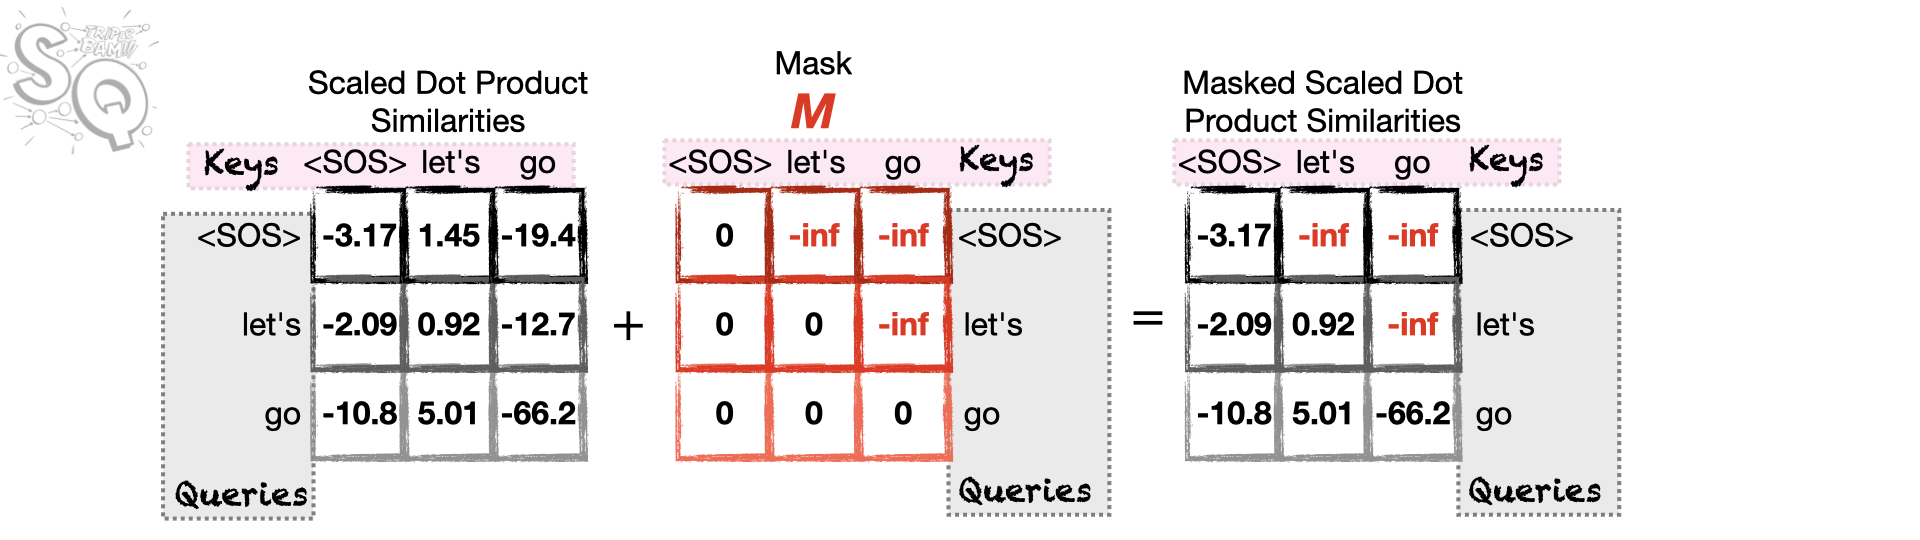 SQ
TRIPLE
BAM!!!
Scaled Dot Product
Similarities
Keys <SOS> let's go
<SOS> -3.17 1.45 -19.4
let's -2.09 0.92 -12.7
go -10.8 5.01 -66.2
Queries
+
Mask
M
<SOS> let's go Keys
0 -inf -inf <SOS>
0 0 -inf let's
0 0 0 go
Queries
=
Masked Scaled Dot
Product Similarities
<SOS> let's go Keys
-3.17 -inf -inf <SOS>
-2.09 0.92 -inf let's
-10.8 5.01 -66.2 go
Queries